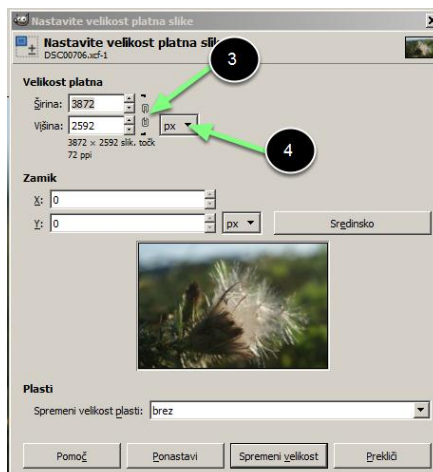 Nastavite velikost platna slike
Nastavite velikost platna slike
DSC00706.xcf-1
3
Velikost platna
Širina: 3872
Višina: 2592
px
3872 × 2592 slik. točk
72 ppi
4
Zamik
X: 0
Y: 0
px
Sredinsko
Plasti
Spremeni velikost plasti: brez
Pomoč
Ponastavi
Spremeni velikost
Prekliči